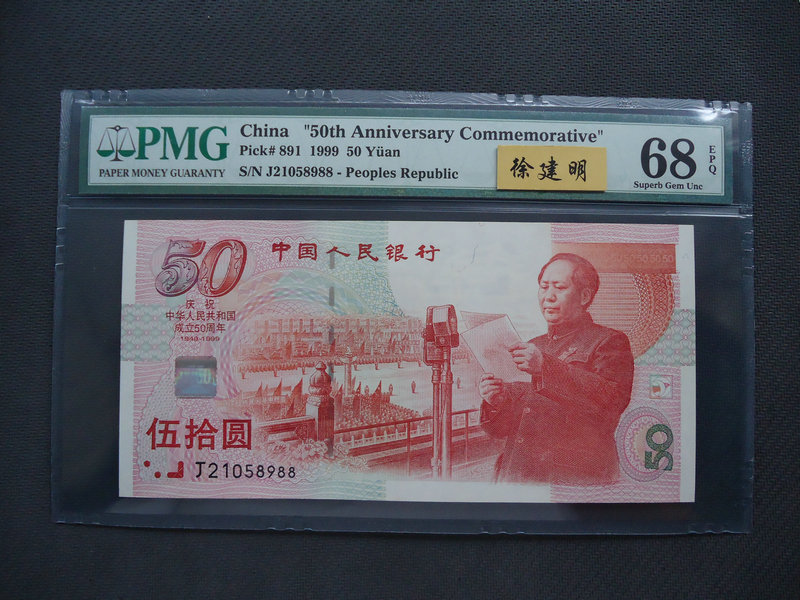 PMG
PAPER MONEY GUARANTY
China "50th Anniversary Commemorative"
Pick# 891 1999 50 Yüan
S/N J21058988 - Peoples Republic
徐建明
68
EPQ
Superb Gem Unc
50
中国人民银行
庆祝
中华人民共和国
成立50周年
1949-1999
伍拾圆
J21058988
50